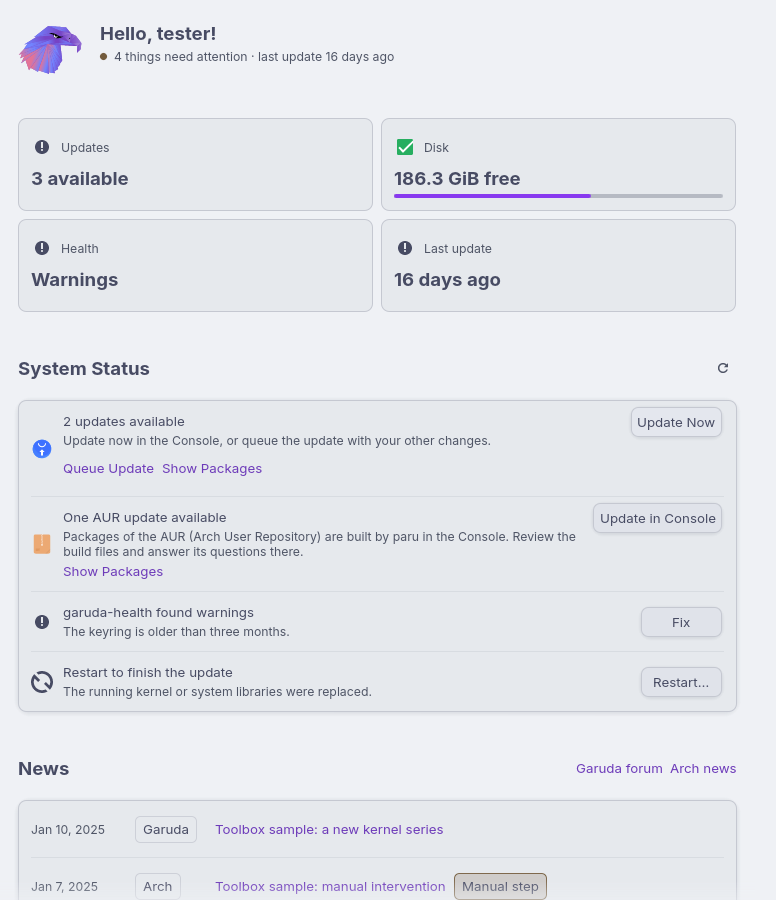 Hello, tester!
4 things need attention · last update 16 days ago
Updates
3 available
Disk
186.3 GiB free
Health
Warnings
Last update
16 days ago
System Status
2 updates available
Update now in the Console, or queue the update with your other changes.
Queue Update Show Packages
Update Now
One AUR update available
Packages of the AUR (Arch User Repository) are built by paru in the Console. Review the
build files and answer its questions there.
Show Packages
Update in Console
garuda-health found warnings
The keyring is older than three months.
Fix
Restart to finish the update
The running kernel or system libraries were replaced.
Restart...
News
Garuda forum Arch news
Jan 10, 2025 Garuda Toolbox sample: a new kernel series
Jan 7, 2025 Arch Toolbox sample: manual intervention Manual step